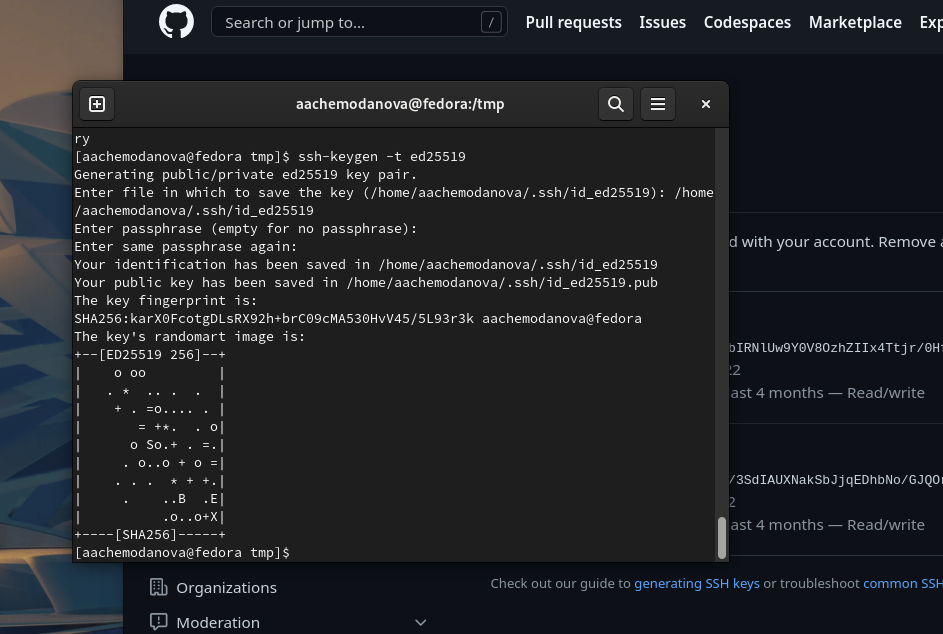 Search or jump to... /
Pull requests Issues Codespaces Marketplace Exp
aachemodanova@fedora:/tmp
ry
[aachemodanova@fedora tmp]$ ssh-keygen -t ed25519
Generating public/private ed25519 key pair.
Enter file in which to save the key (/home/aachemodanova/.ssh/id_ed25519): /home
/aachemodanova/.ssh/id_ed25519
Enter passphrase (empty for no passphrase):
Enter same passphrase again:
Your identification has been saved in /home/aachemodanova/.ssh/id_ed25519
Your public key has been saved in /home/aachemodanova/.ssh/id_ed25519.pub
The key fingerprint is:
SHA256:karX0FcotgDLsRX92h+brC09cMA530HvV45/5L93r3k aachemodanova@fedora
The key's randomart image is:
+--[ED25519 256]--+
|    o oo         |
|   . *  .. .  .  |
|    + . =o.... . |
|       = +*.  . o|
|      o So.+ . =.|
|     . o..o + o =|
|    . . .  * + +.|
|     .    ..B  .E|
|          .o..o+X|
+----[SHA256]-----+
[aachemodanova@fedora tmp]$
d with your account. Remove a
bIRNlUw9Y0V8OzhZIIx4Ttjr/0H
22
ast 4 months — Read/write
/3SdIAUXNakSbJjqEDhbNo/GJQO
2
ast 4 months — Read/write
Organizations
Moderation
Check out our guide to generating SSH keys or troubleshoot common SSH